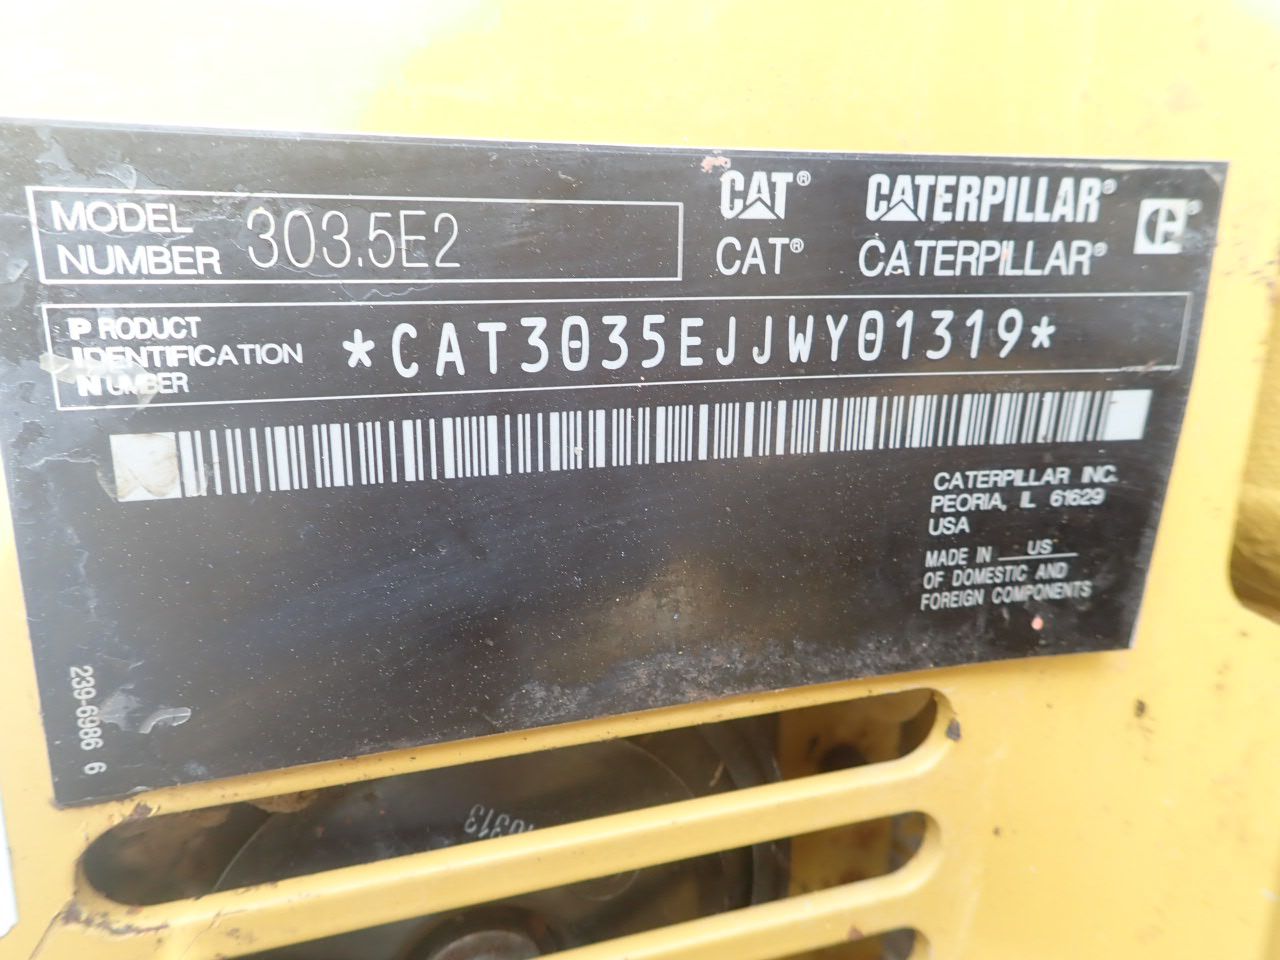 MODEL NUMBER 303.5E2
CAT® CATERPILLAR®
CAT® CATERPILLAR®
PRODUCT IDENTIFICATION NUMBER *CAT3035EJJWY01319*
CATERPILLAR INC.
PEORIA, IL 61629
USA
MADE IN US
OF DOMESTIC AND
FOREIGN COMPONENTS
239-6986 6